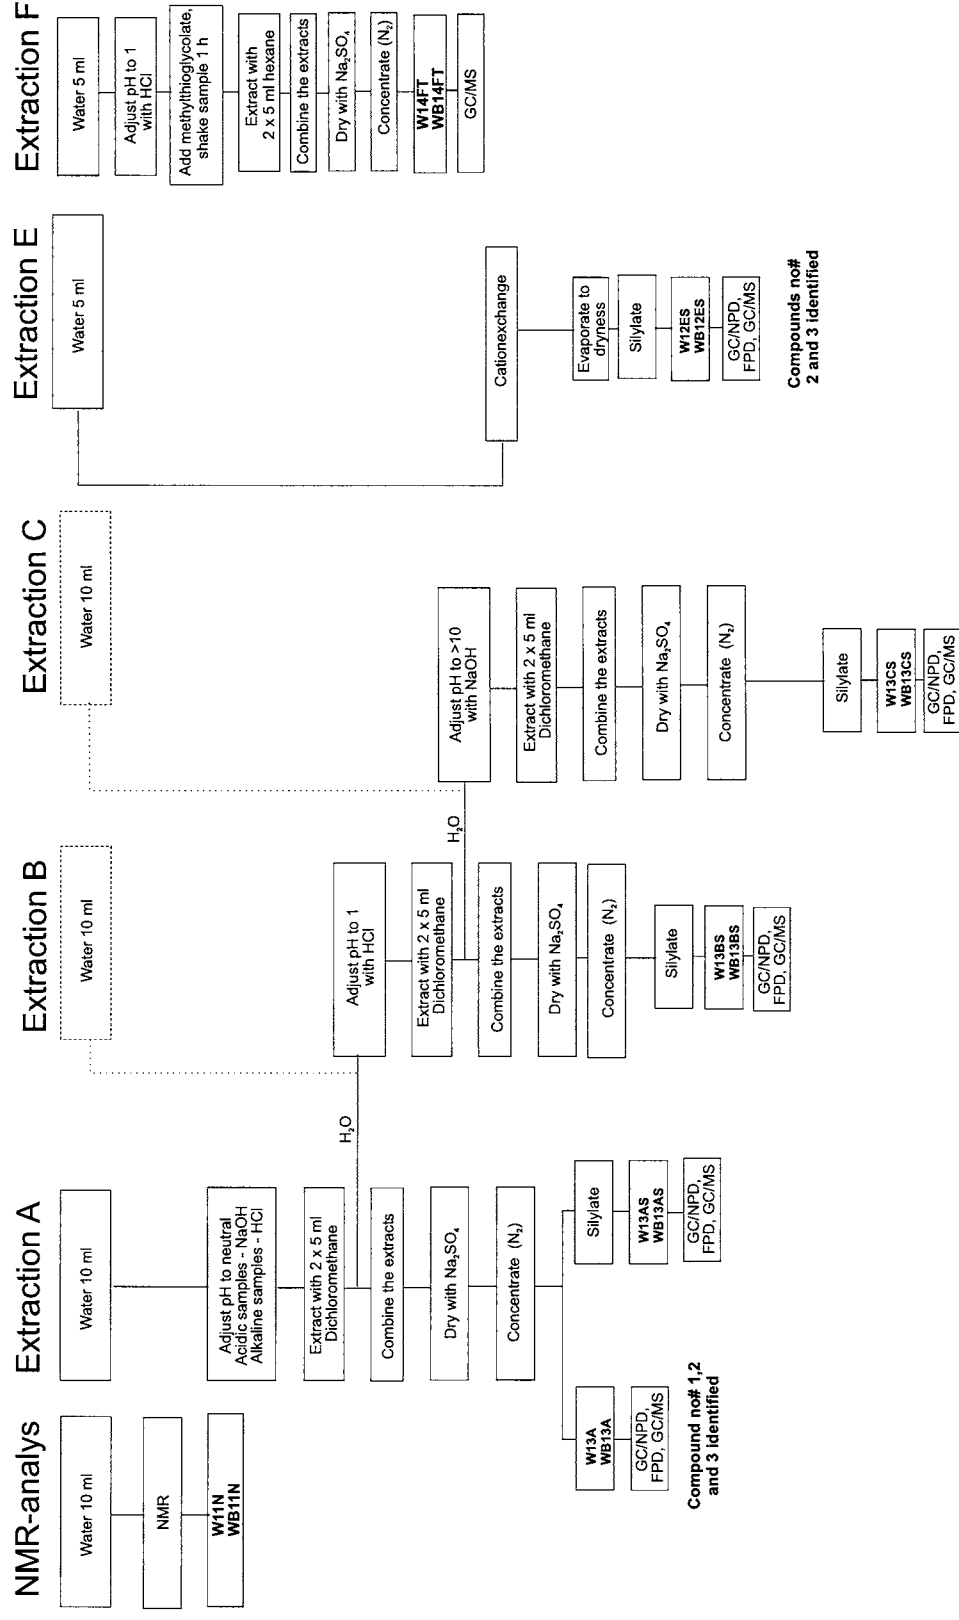 NMR-analys
Water 10 ml
NMR
W11N
WB11N
Extraction A
Water 10 ml
Adjust pH to neutral
Acidic samples - NaOH
Alkaline samples - HCl
Extract with 2 x 5 ml
Dichloromethane
H₂O
Combine the extracts
Dry with Na₂SO₄
Concentrate (N₂)
W13A
WB13A
GC/NPD,
FPD, GC/MS
Compound no# 1,2
and 3 identified
Silylate
W13AS
WB13AS
GC/NPD,
FPD, GC/MS
Extraction B
Water 10 ml
Adjust pH to 1
with HCl
Extract with 2 x 5 ml
Dichloromethane
H₂O
Combine the extracts
Dry with Na₂SO₄
Concentrate (N₂)
Silylate
W13BS
WB13BS
GC/NPD,
FPD, GC/MS
Extraction C
Water 10 ml
Adjust pH to >10
with NaOH
Extract with 2 x 5 ml
Dichloromethane
Combine the extracts
Dry with Na₂SO₄
Concentrate (N₂)
Silylate
W13CS
WB13CS
GC/NPD,
FPD, GC/MS
Extraction E
Water 5 ml
Cationexchange
Evaporate to
dryness
Silylate
W12ES
WB12ES
GC/NPD,
FPD, GC/MS
Compounds no#
2 and 3 identified
Extraction F
Water 5 ml
Adjust pH to 1
with HCl
Add methylthioglycolate,
shake sample 1 h
Extract with
2 x 5 ml hexane
Combine the extracts
Dry with Na₂SO₄
Concentrate (N₂)
W14FT
WB14FT
GC/MS